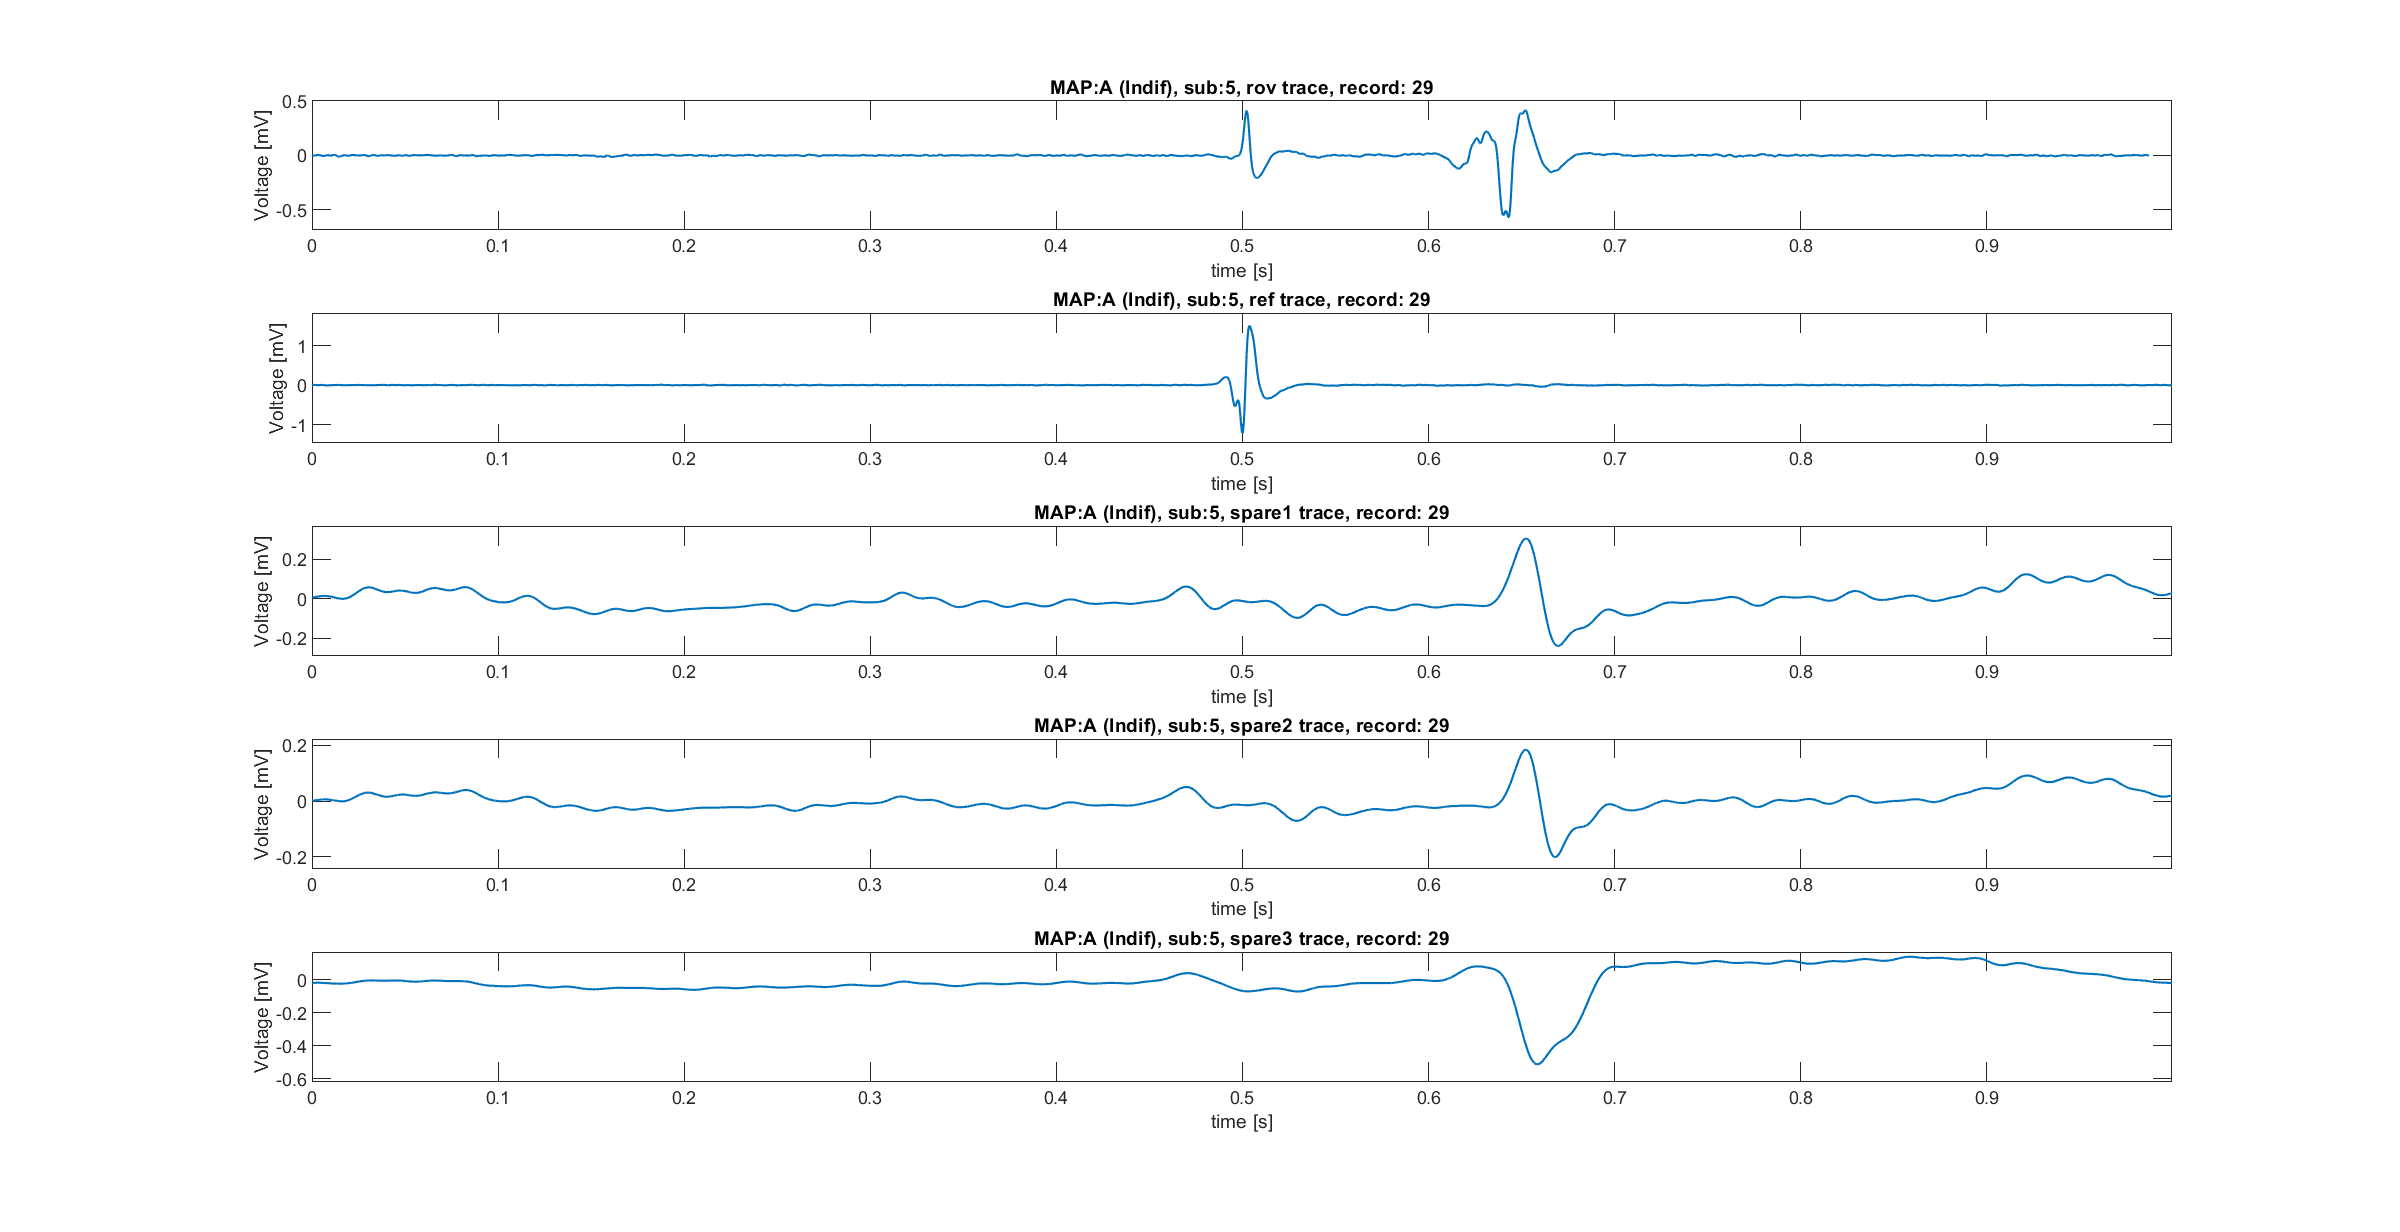 MAP:A (Indif), sub:5, rov trace, record: 29
Voltage [mV]
0.5
0
-0.5
0 0.1 0.2 0.3 0.4 0.5 0.6 0.7 0.8 0.9
time [s]
MAP:A (Indif), sub:5, ref trace, record: 29
Voltage [mV]
1
0
-1
0 0.1 0.2 0.3 0.4 0.5 0.6 0.7 0.8 0.9
time [s]
MAP:A (Indif), sub:5, spare1 trace, record: 29
Voltage [mV]
0.2
0
-0.2
0 0.1 0.2 0.3 0.4 0.5 0.6 0.7 0.8 0.9
time [s]
MAP:A (Indif), sub:5, spare2 trace, record: 29
Voltage [mV]
0.2
0
-0.2
0 0.1 0.2 0.3 0.4 0.5 0.6 0.7 0.8 0.9
time [s]
MAP:A (Indif), sub:5, spare3 trace, record: 29
Voltage [mV]
0
-0.2
-0.4
-0.6
0 0.1 0.2 0.3 0.4 0.5 0.6 0.7 0.8 0.9
time [s]